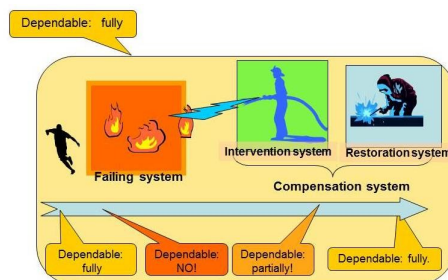 Dependable: fully
Intervention system
Restoration system
Failing system
Compensation system
Dependable:
fully
Dependable:
NO!
Dependable:
partially!
Dependable: fully.